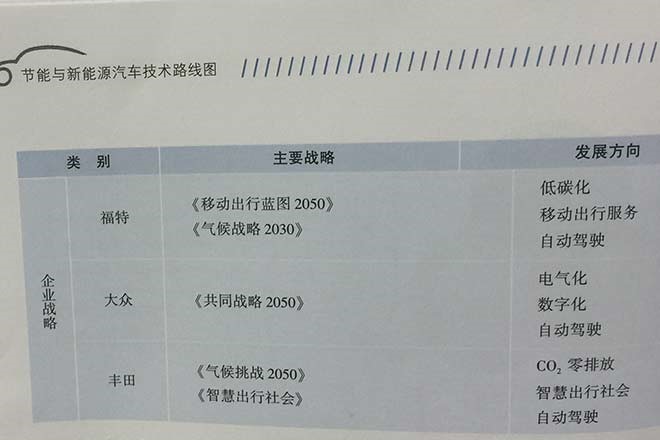 节能与新能源汽车技术路线图
类 别 主要战略 发展方向
企业战略
福特
《移动出行蓝图 2050》
《气候战略 2030》
低碳化
移动出行服务
自动驾驶
大众
《共同战略 2050》
电气化
数字化
自动驾驶
丰田
《气候挑战 2050》
《智慧出行社会》
CO₂ 零排放
智慧出行社会
自动驾驶